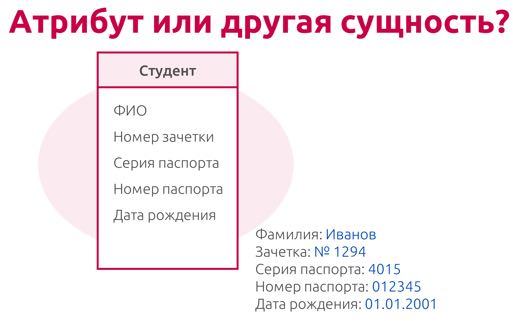 Атрибут или другая сущность?
Студент
ФИО
Номер зачетки
Серия паспорта
Номер паспорта
Дата рождения
Фамилия: Иванов
Зачетка: № 1294
Серия паспорта: 4015
Номер паспорта: 012345
Дата рождения: 01.01.2001